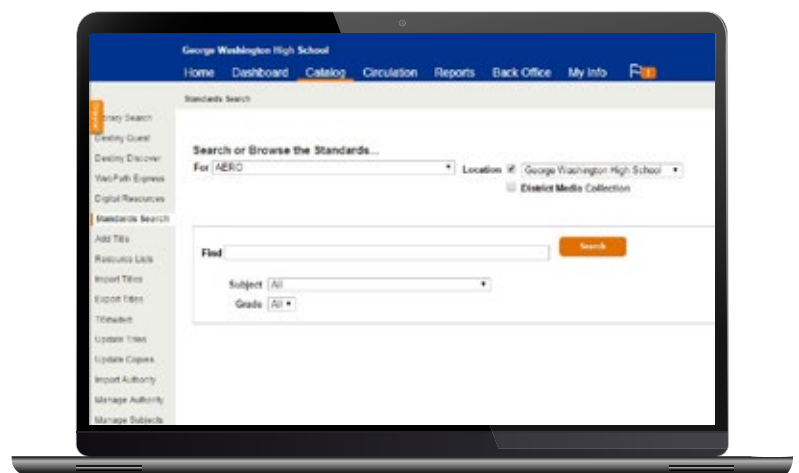 George Washington High School
Home Dashboard Catalog Circulation Reports Back Office My Info
Standards Search
Library Search
Destiny Quest
Destiny Discover
WebPath Express
Digital Resources
Standards Search
Add Title
Resource Lists
Import Titles
Export Titles
Titlewave
Update Titles
Update Copies
Import Authority
Manage Authority
Manage Subjects
Search or Browse the Standards...
For AERO
Location George Washington High School
District Media Collection
Find
Search
Subject All
Grade All